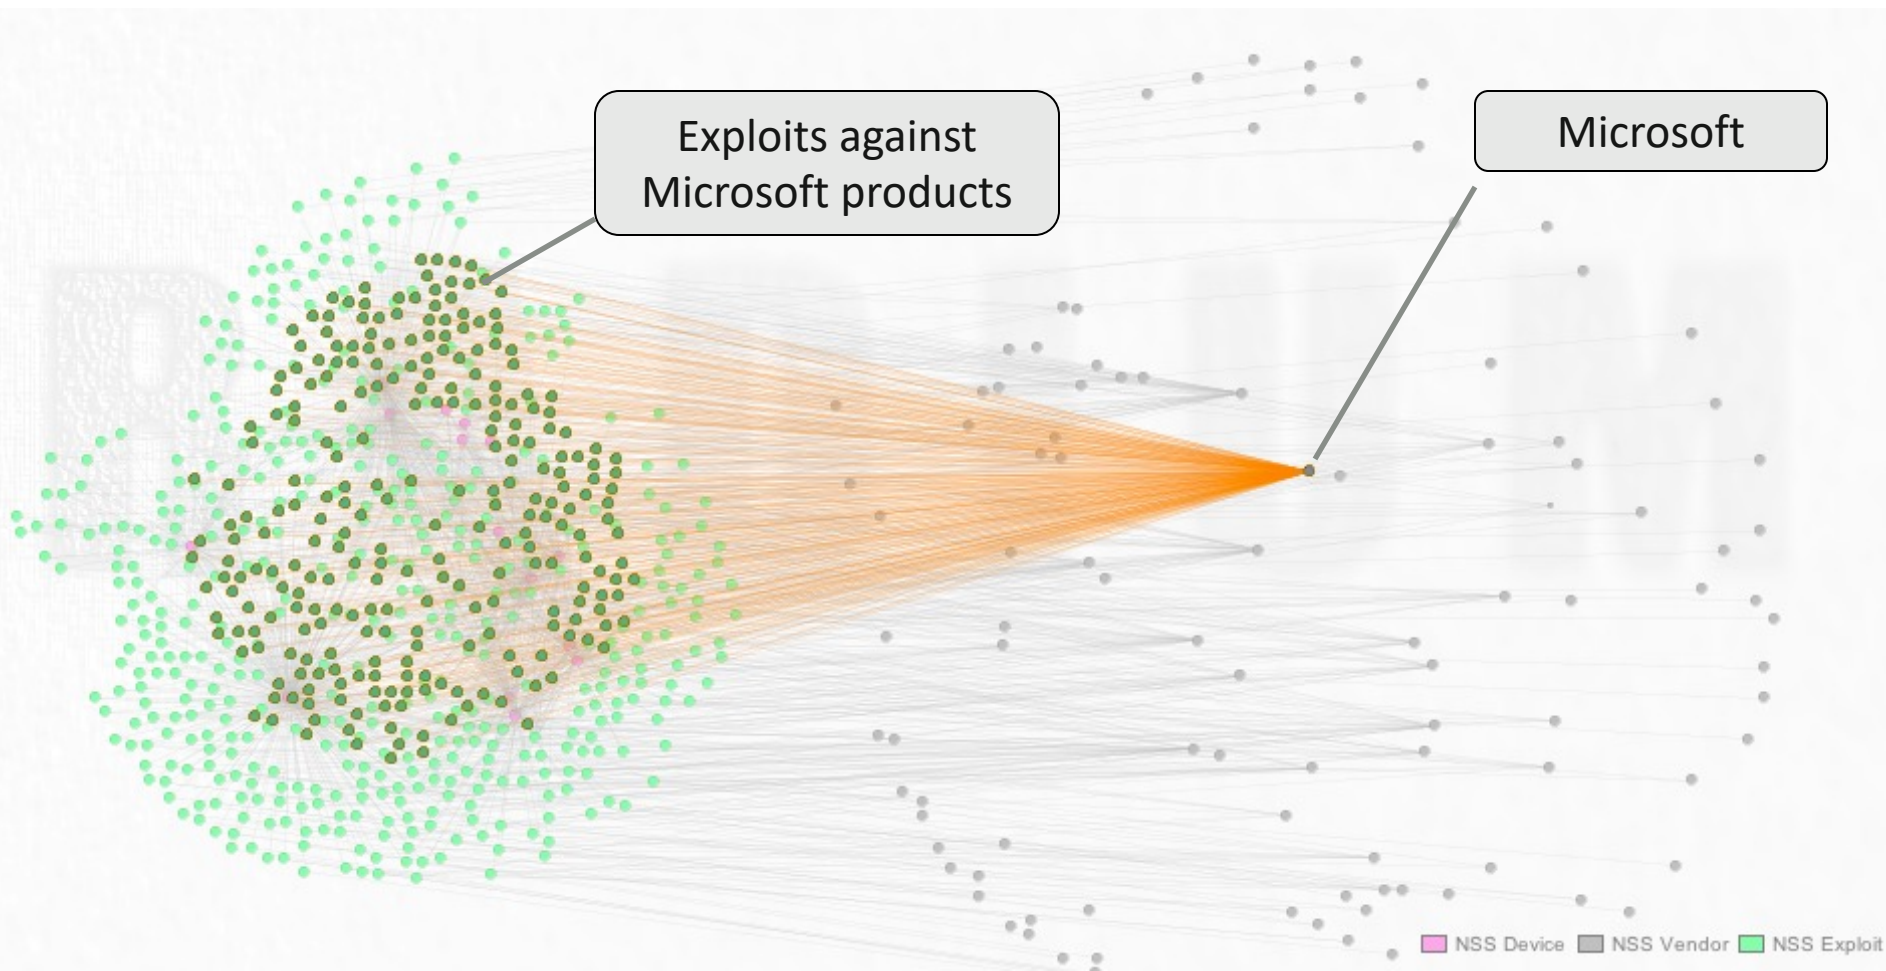 Exploits against
Microsoft products
Microsoft
NSS Device
NSS Vendor
NSS Exploit